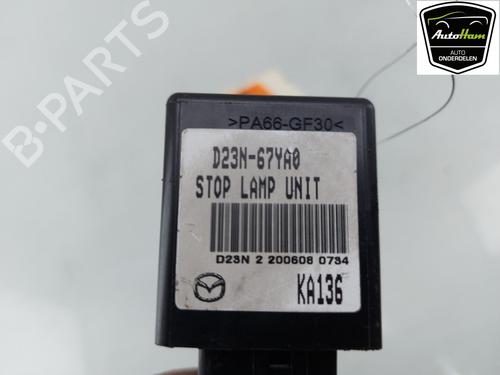 AutoHam
AUTO
ONDERDELEN
>PA66-GF30<
D23N-67YA0
STOP LAMP UNIT
D23N 2 200608 0734
KA136
B-PARTS